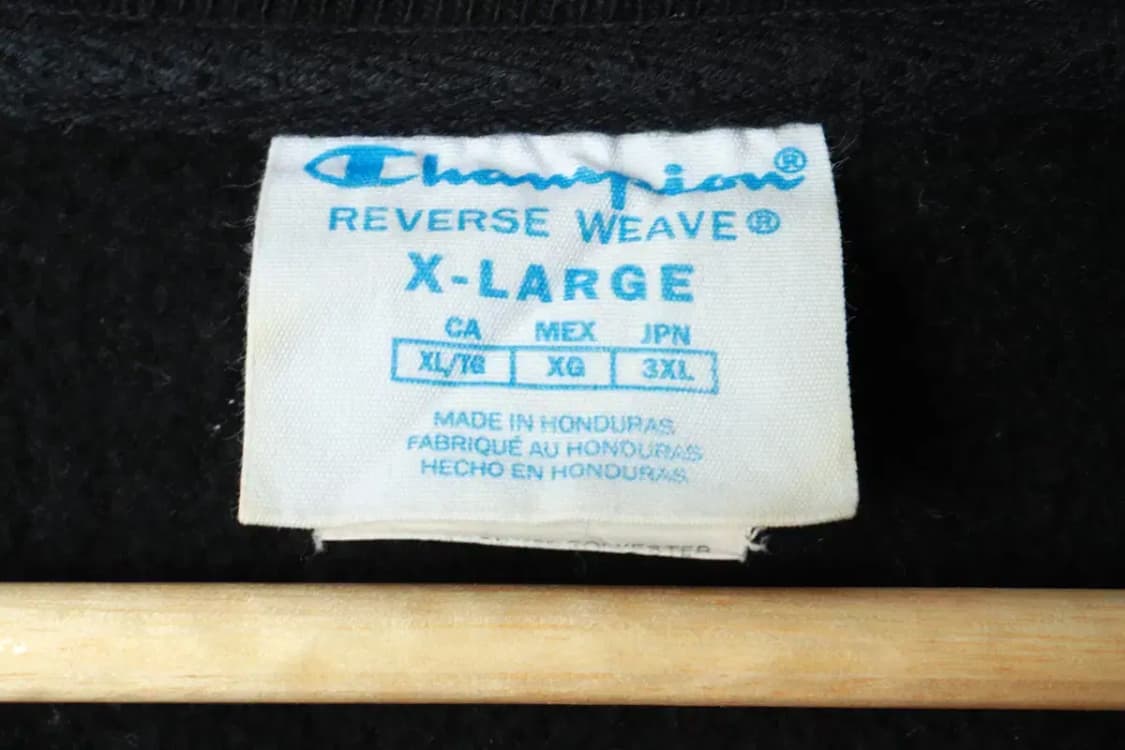 Champion®
REVERSE WEAVE®
X-LARGE
CA MEX JPN
XL/TG XG 3XL
MADE IN HONDURAS
FABRIQUÉ AU HONDURAS
HECHO EN HONDURAS
POLYESTER